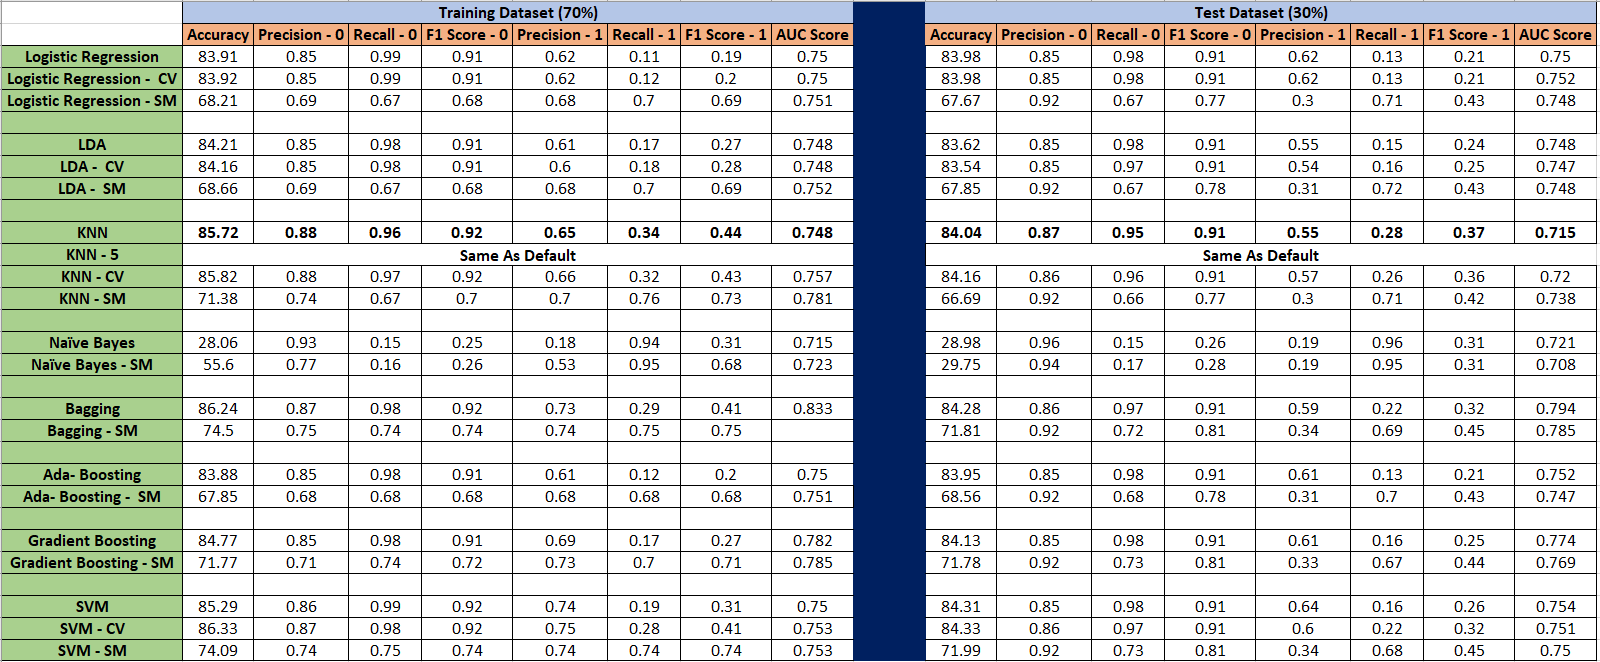 Training Dataset (70%) Test Dataset (30%)
Accuracy Precision - 0 Recall - 0 F1 Score - 0 Precision - 1 Recall - 1 F1 Score - 1 AUC Score Accuracy Precision - 0 Recall - 0 F1 Score - 0 Precision - 1 Recall - 1 F1 Score - 1 AUC Score
Logistic Regression 83.91 0.85 0.99 0.91 0.62 0.11 0.19 0.75 83.98 0.85 0.98 0.91 0.62 0.13 0.21 0.75
Logistic Regression - CV 83.92 0.85 0.99 0.91 0.62 0.12 0.2 0.75 83.98 0.85 0.98 0.91 0.62 0.13 0.21 0.752
Logistic Regression - SM 68.21 0.69 0.67 0.68 0.68 0.7 0.69 0.751 67.67 0.92 0.67 0.77 0.3 0.71 0.43 0.748
LDA 84.21 0.85 0.98 0.91 0.61 0.17 0.27 0.748 83.62 0.85 0.98 0.91 0.55 0.15 0.24 0.748
LDA - CV 84.16 0.85 0.98 0.91 0.6 0.18 0.28 0.748 83.54 0.85 0.97 0.91 0.54 0.16 0.25 0.747
LDA - SM 68.66 0.69 0.67 0.68 0.68 0.7 0.69 0.752 67.85 0.92 0.67 0.78 0.31 0.72 0.43 0.748
KNN 85.72 0.88 0.96 0.92 0.65 0.34 0.44 0.748 84.04 0.87 0.95 0.91 0.55 0.28 0.37 0.715
KNN - 5 Same As Default Same As Default
KNN - CV 85.82 0.88 0.97 0.92 0.66 0.32 0.43 0.757 84.16 0.86 0.96 0.91 0.57 0.26 0.36 0.72
KNN - SM 71.38 0.74 0.67 0.7 0.7 0.76 0.73 0.781 66.69 0.92 0.66 0.77 0.3 0.71 0.42 0.738
Naïve Bayes 28.06 0.93 0.15 0.25 0.18 0.94 0.31 0.715 28.98 0.96 0.15 0.26 0.19 0.96 0.31 0.721
Naïve Bayes - SM 55.6 0.77 0.16 0.26 0.53 0.95 0.68 0.723 29.75 0.94 0.17 0.28 0.19 0.95 0.31 0.708
Bagging 86.24 0.87 0.98 0.92 0.73 0.29 0.41 0.833 84.28 0.86 0.97 0.91 0.59 0.22 0.32 0.794
Bagging - SM 74.5 0.75 0.74 0.74 0.74 0.75 0.75 71.81 0.92 0.72 0.81 0.34 0.69 0.45 0.785
Ada- Boosting 83.88 0.85 0.98 0.91 0.61 0.12 0.2 0.75 83.95 0.85 0.98 0.91 0.61 0.13 0.21 0.752
Ada- Boosting - SM 67.85 0.68 0.68 0.68 0.68 0.68 0.68 0.751 68.56 0.92 0.68 0.78 0.31 0.7 0.43 0.747
Gradient Boosting 84.77 0.85 0.98 0.91 0.69 0.17 0.27 0.782 84.13 0.85 0.98 0.91 0.61 0.16 0.25 0.774
Gradient Boosting - SM 71.77 0.71 0.74 0.72 0.73 0.7 0.71 0.785 71.78 0.92 0.73 0.81 0.33 0.67 0.44 0.769
SVM 85.29 0.86 0.99 0.92 0.74 0.19 0.31 0.75 84.31 0.85 0.98 0.91 0.64 0.16 0.26 0.754
SVM - CV 86.33 0.87 0.98 0.92 0.75 0.28 0.41 0.753 84.33 0.86 0.97 0.91 0.6 0.22 0.32 0.751
SVM - SM 74.09 0.74 0.75 0.74 0.74 0.74 0.74 0.753 71.99 0.92 0.73 0.81 0.34 0.68 0.45 0.75